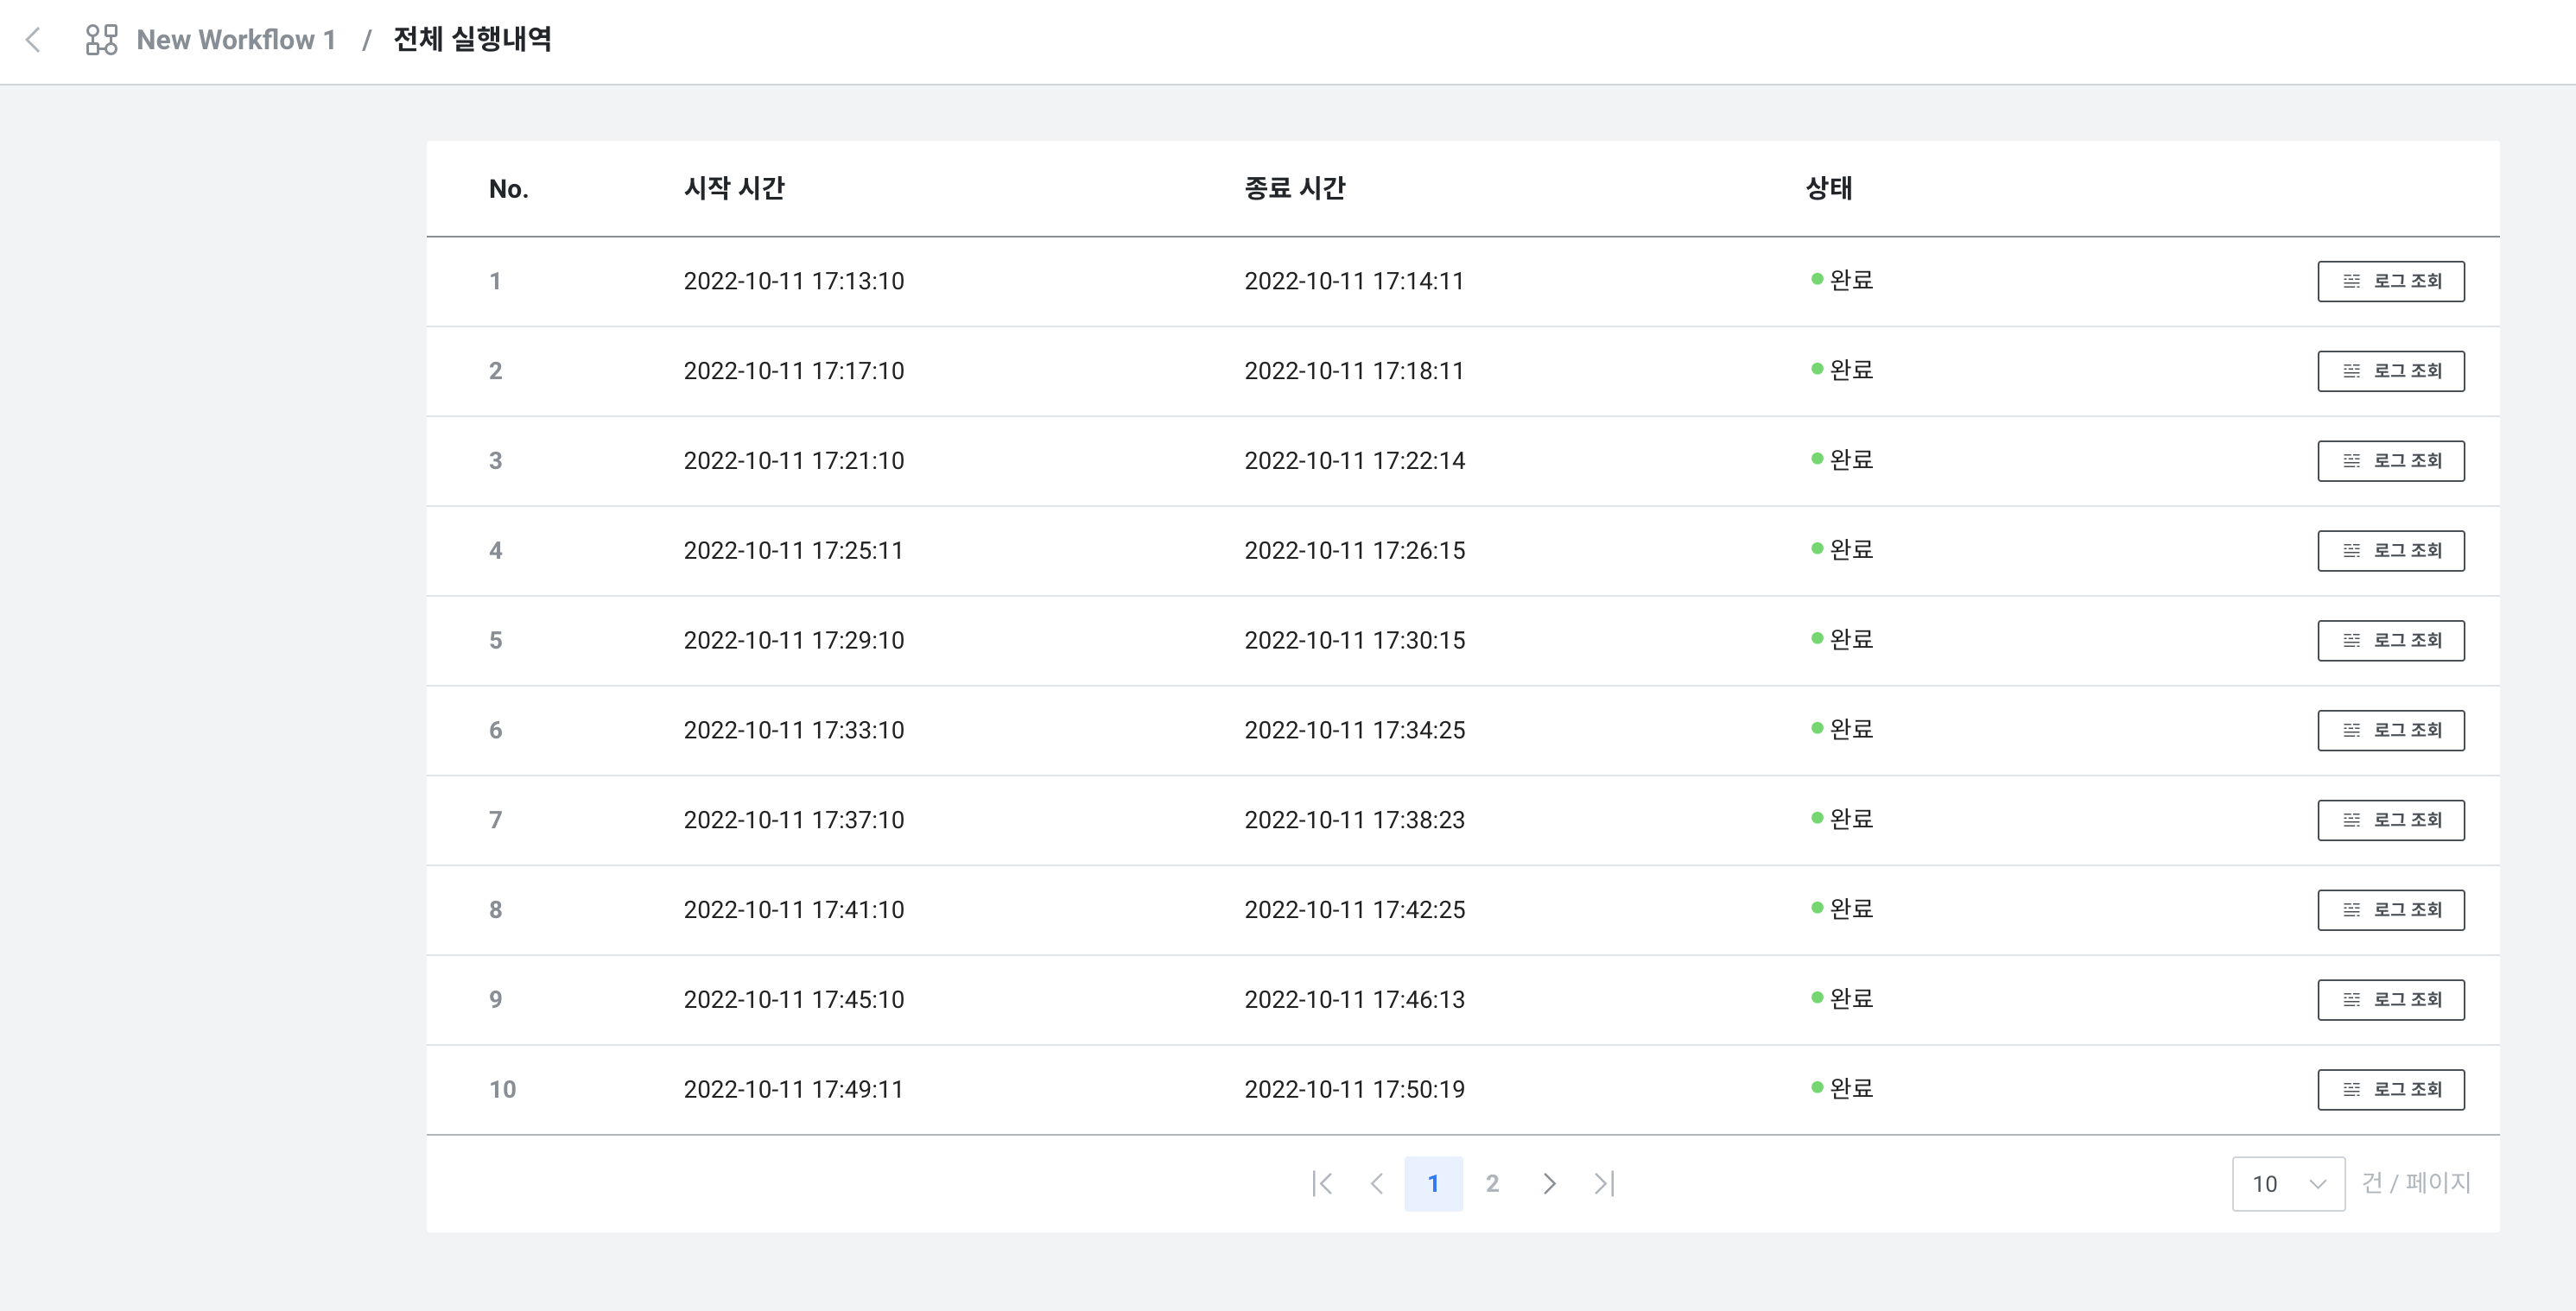 New Workflow 1 / 전체 실행내역
No. 시작 시간 종료 시간 상태
1 2022-10-11 17:13:10 2022-10-11 17:14:11 완료 로그 조회
2 2022-10-11 17:17:10 2022-10-11 17:18:11 완료 로그 조회
3 2022-10-11 17:21:10 2022-10-11 17:22:14 완료 로그 조회
4 2022-10-11 17:25:11 2022-10-11 17:26:15 완료 로그 조회
5 2022-10-11 17:29:10 2022-10-11 17:30:15 완료 로그 조회
6 2022-10-11 17:33:10 2022-10-11 17:34:25 완료 로그 조회
7 2022-10-11 17:37:10 2022-10-11 17:38:23 완료 로그 조회
8 2022-10-11 17:41:10 2022-10-11 17:42:25 완료 로그 조회
9 2022-10-11 17:45:10 2022-10-11 17:46:13 완료 로그 조회
10 2022-10-11 17:49:11 2022-10-11 17:50:19 완료 로그 조회
1 2 10 건 / 페이지